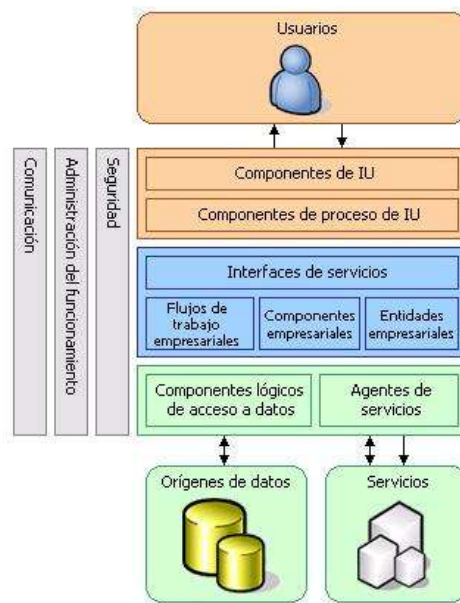 Usuarios
Comunicación
Administración del funcionamiento
Seguridad
Componentes de IU
Componentes de proceso de IU
Interfaces de servicios
Flujos de
trabajo
empresariales
Componentes
empresariales
Entidades
empresariales
Componentes lógicos
de acceso a datos
Agentes de
servicios
Orígenes de datos
Servicios